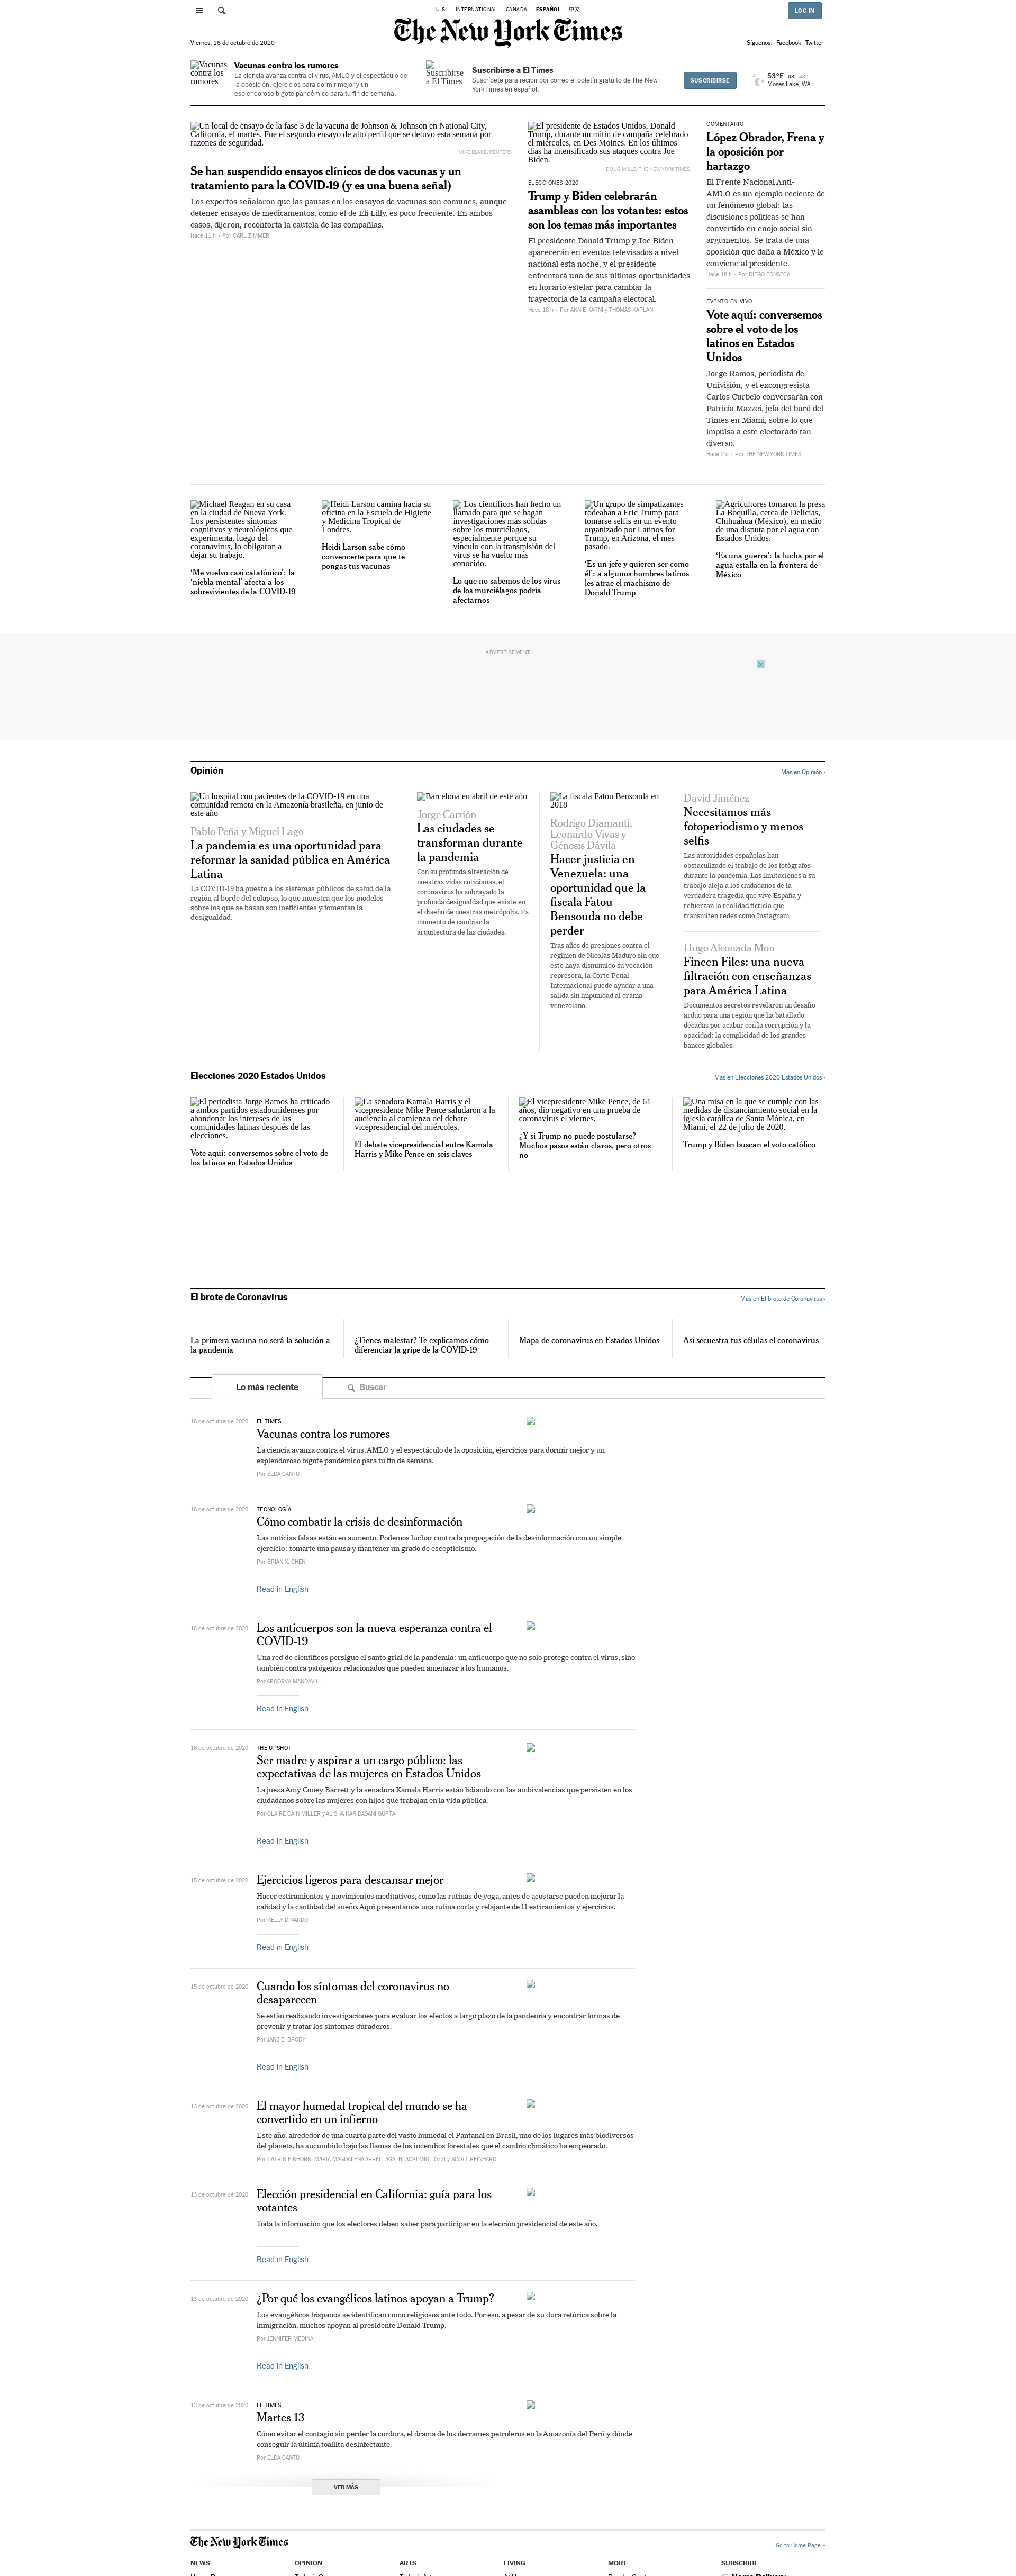 U.S.
INTERNATIONAL
CANADA
ESPAÑOL
中文
LOG IN
The New York Times
Viernes, 16 de octubre de 2020
Síguenos: Facebook Twitter
Vacunas contra los rumores
Vacunas contra los rumores
La ciencia avanza contra el virus, AMLO y el espectáculo de
la oposición, ejercicios para dormir mejor y un
esplendoroso bigote pandémico para tu fin de semana.
Suscribirse a El Times
Suscribirse a El Times
Suscríbete para recibir por correo el boletín gratuito de The New
York Times en español.
SUSCRIBIRSE
53°F 63° 41°
Moses Lake, WA
Un local de ensayo de la fase 3 de la vacuna de Johnson & Johnson en National City,
California, el martes. Fue el segundo ensayo de alto perfil que se detuvo esta semana por
razones de seguridad.
MIKE BLAKE/REUTERS
Se han suspendido ensayos clínicos de dos vacunas y un
tratamiento para la COVID-19 (y es una buena señal)
Los expertos señalaron que las pausas en los ensayos de vacunas son comunes, aunque
detener ensayos de medicamentos, como el de Eli Lilly, es poco frecuente. En ambos
casos, dijeron, reconforta la cautela de las compañías.
Hace 11 h – Por CARL ZIMMER
El presidente de Estados Unidos, Donald
Trump, durante un mitin de campaña celebrado
el miércoles, en Des Moines. En los últimos
días ha intensificado sus ataques contra Joe
Biden.
DOUG MILLS/THE NEW YORK TIMES
ELECCIONES 2020
Trump y Biden celebrarán
asambleas con los votantes: estos
son los temas más importantes
El presidente Donald Trump y Joe Biden
aparecerán en eventos televisados a nivel
nacional esta noche, y el presidente
enfrentará una de sus últimas oportunidades
en horario estelar para cambiar la
trayectoria de la campaña electoral.
Hace 18 h – Por ANNIE KARNI y THOMAS KAPLAN
COMENTARIO
López Obrador, Frena y
la oposición por
hartazgo
El Frente Nacional Anti-
AMLO es un ejemplo reciente de
un fenómeno global: las
discusiones políticas se han
convertido en enojo social sin
argumentos. Se trata de una
oposición que daña a México y le
conviene al presidente.
Hace 18 h – Por DIEGO FONSECA
EVENTO EN VIVO
Vote aquí: conversemos
sobre el voto de los
latinos en Estados
Unidos
Jorge Ramos, periodista de
Univisión, y el excongresista
Carlos Curbelo conversarán con
Patricia Mazzei, jefa del buró del
Times en Miami, sobre lo que
impulsa a este electorado tan
diverso.
Hace 2 d – Por THE NEW YORK TIMES
Michael Reagan en su casa
en la ciudad de Nueva York.
Los persistentes síntomas
cognitivos y neurológicos que
experimenta, luego del
coronavirus, lo obligaron a
dejar su trabajo.
‘Me vuelvo casi catatónico’: la
‘niebla mental’ afecta a los
sobrevivientes de la COVID-19
Heidi Larson camina hacia su
oficina en la Escuela de Higiene
y Medicina Tropical de
Londres.
Heidi Larson sabe cómo
convencerte para que te
pongas tus vacunas
Los científicos han hecho un
llamado para que se hagan
investigaciones más sólidas
sobre los murciélagos,
especialmente porque su
vínculo con la transmisión del
virus se ha vuelto más
conocido.
Lo que no sabemos de los virus
de los murciélagos podría
afectarnos
Un grupo de simpatizantes
rodeaban a Eric Trump para
tomarse selfis en un evento
organizado por Latinos for
Trump, en Arizona, el mes
pasado.
‘Es un jefe y quieren ser como
él’: a algunos hombres latinos
les atrae el machismo de
Donald Trump
Agricultores tomaron la presa
La Boquilla, cerca de Delicias,
Chihuahua (México), en medio
de una disputa por el agua con
Estados Unidos.
‘Es una guerra’: la lucha por el
agua estalla en la frontera de
México
ADVERTISEMENT
Opinión
Más en Opinión ›
Un hospital con pacientes de la COVID-19 en una
comunidad remota en la Amazonía brasileña, en junio de
este año
Pablo Peña y Miguel Lago
La pandemia es una oportunidad para
reformar la sanidad pública en América
Latina
La COVID-19 ha puesto a los sistemas públicos de salud de la
región al borde del colapso, lo que muestra que los modelos
sobre los que se basan son ineficientes y fomentan la
desigualdad.
Barcelona en abril de este año
Jorge Carrión
Las ciudades se
transforman durante
la pandemia
Con su profunda alteración de
nuestras vidas cotidianas, el
coronavirus ha subrayado la
profunda desigualdad que existe en
el diseño de nuestras metrópolis. Es
momento de cambiar la
arquitectura de las ciudades.
La fiscala Fatou Bensouda en
2018
Rodrigo Diamanti,
Leonardo Vivas y
Génesis Dávila
Hacer justicia en
Venezuela: una
oportunidad que la
fiscala Fatou
Bensouda no debe
perder
Tras años de presiones contra el
régimen de Nicolás Maduro sin que
este haya disminuido su vocación
represora, la Corte Penal
Internacional puede ayudar a una
salida sin impunidad al drama
venezolano.
David Jiménez
Necesitamos más
fotoperiodismo y menos
selfis
Las autoridades españolas han
obstaculizado el trabajo de los fotógrafos
durante la pandemia. Las limitaciones a su
trabajo aleja a los ciudadanos de la
verdadera tragedia que vive España y
refuerzan la realidad ficticia que
transmiten redes como Instagram.
Hugo Alconada Mon
Fincen Files: una nueva
filtración con enseñanzas
para América Latina
Documentos secretos revelaron un desafío
arduo para una región que ha batallado
décadas por acabar con la corrupción y la
opacidad: la complicidad de los grandes
bancos globales.
Elecciones 2020 Estados Unidos
Más en Elecciones 2020 Estados Unidos ›
El periodista Jorge Ramos ha criticado
a ambos partidos estadounidenses por
abandonar los intereses de las
comunidades latinas después de las
elecciones.
Vote aquí: conversemos sobre el voto de
los latinos en Estados Unidos
La senadora Kamala Harris y el
vicepresidente Mike Pence saludaron a la
audiencia al comienzo del debate
vicepresidencial del miércoles.
El debate vicepresidencial entre Kamala
Harris y Mike Pence en seis claves
El vicepresidente Mike Pence, de 61
años, dio negativo en una prueba de
coronavirus el viernes.
¿Y si Trump no puede postularse?
Muchos pasos están claros, pero otros
no
Una misa en la que se cumple con las
medidas de distanciamiento social en la
iglesia católica de Santa Mónica, en
Miami, el 22 de julio de 2020.
Trump y Biden buscan el voto católico
El brote de Coronavirus
Más en El brote de Coronavirus ›
La primera vacuna no será la solución a
la pandemia
¿Tienes malestar? Te explicamos cómo
diferenciar la gripe de la COVID-19
Mapa de coronavirus en Estados Unidos
Así secuestra tus células el coronavirus
Lo más reciente
Buscar
16 de octubre de 2020
EL TIMES
Vacunas contra los rumores
La ciencia avanza contra el virus, AMLO y el espectáculo de la oposición, ejercicios para dormir mejor y un
esplendoroso bigote pandémico para tu fin de semana.
Por ELDA CANTÚ
16 de octubre de 2020
TECNOLOGÍA
Cómo combatir la crisis de desinformación
Las noticias falsas están en aumento. Podemos luchar contra la propagación de la desinformación con un simple
ejercicio: tomarte una pausa y mantener un grado de escepticismo.
Por BRIAN X. CHEN
Read in English
16 de octubre de 2020
Los anticuerpos son la nueva esperanza contra el
COVID-19
Una red de científicos persigue el santo grial de la pandemia: un anticuerpo que no solo protege contra el virus, sino
también contra patógenos relacionados que pueden amenazar a los humanos.
Por APOORVA MANDAVILLI
Read in English
16 de octubre de 2020
THE UPSHOT
Ser madre y aspirar a un cargo público: las
expectativas de las mujeres en Estados Unidos
La jueza Amy Coney Barrett y la senadora Kamala Harris están lidiando con las ambivalencias que persisten en los
ciudadanos sobre las mujeres con hijos que trabajan en la vida pública.
Por CLAIRE CAIN MILLER y ALISHA HARIDASANI GUPTA
Read in English
15 de octubre de 2020
Ejercicios ligeros para descansar mejor
Hacer estiramientos y movimientos meditativos, como las rutinas de yoga, antes de acostarse pueden mejorar la
calidad y la cantidad del sueño. Aquí presentamos una rutina corta y relajante de 11 estiramientos y ejercicios.
Por KELLY DINARDO
Read in English
15 de octubre de 2020
Cuando los síntomas del coronavirus no
desaparecen
Se están realizando investigaciones para evaluar los efectos a largo plazo de la pandemia y encontrar formas de
prevenir y tratar los síntomas duraderos.
Por JANE E. BRODY
Read in English
13 de octubre de 2020
El mayor humedal tropical del mundo se ha
convertido en un infierno
Este año, alrededor de una cuarta parte del vasto humedal el Pantanal en Brasil, uno de los lugares más biodiversos
del planeta, ha sucumbido bajo las llamas de los incendios forestales que el cambio climático ha empeorado.
Por CATRIN EINHORN, MARIA MAGDALENA ARRÉLLAGA, BLACKI MIGLIOZZI y SCOTT REINHARD
13 de octubre de 2020
Elección presidencial en California: guía para los
votantes
Toda la información que los electores deben saber para participar en la elección presidencial de este año.
Read in English
13 de octubre de 2020
¿Por qué los evangélicos latinos apoyan a Trump?
Los evangélicos hispanos se identifican como religiosos ante todo. Por eso, a pesar de su dura retórica sobre la
inmigración, muchos apoyan al presidente Donald Trump.
Por JENNIFER MEDINA
Read in English
13 de octubre de 2020
EL TIMES
Martes 13
Cómo evitar el contagio sin perder la cordura, el drama de los derrames petroleros en la Amazonía del Perú y dónde
conseguir la última toallita desinfectante.
Por ELDA CANTÚ
VER MÁS
The New York Times
Go to Home Page »
NEWS
OPINION
ARTS
LIVING
MORE
SUBSCRIBE